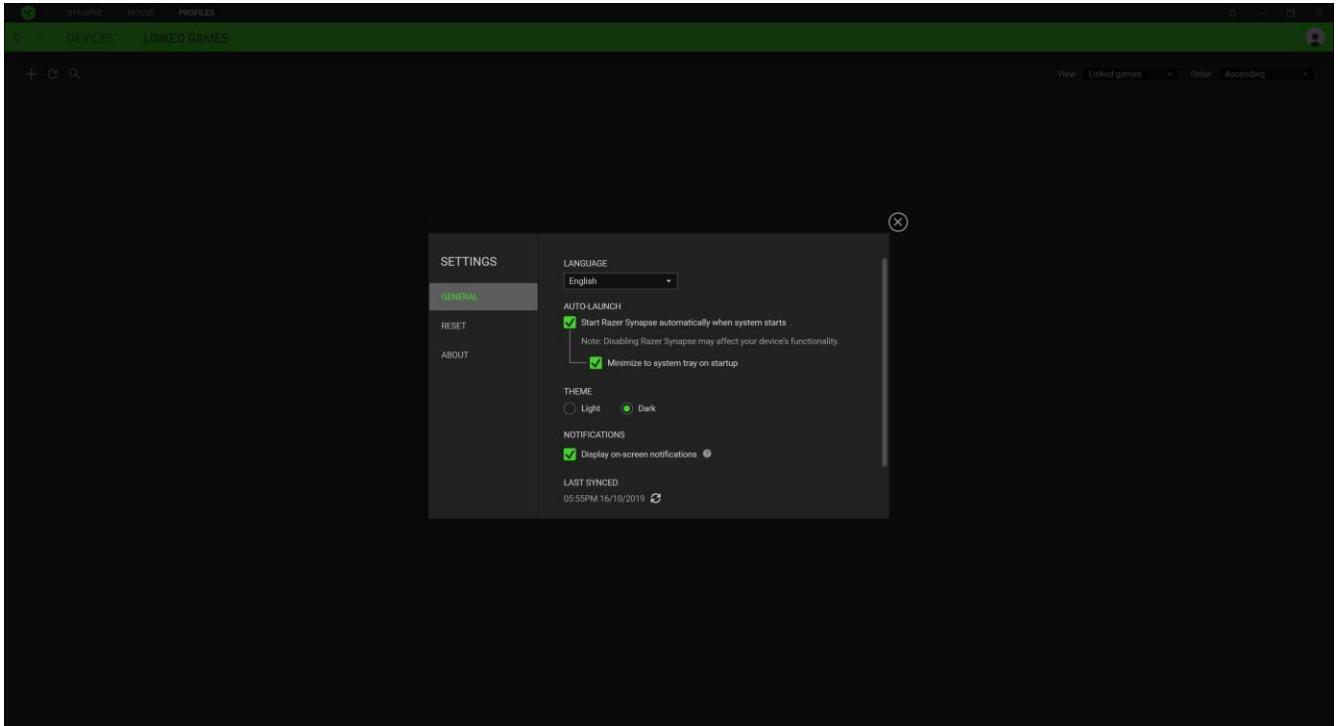 SYNAPSE MOUSE PROFILES
DEVICES LINKED GAMES
View Linked games Order Ascending
SETTINGS
GENERAL
RESET
ABOUT
LANGUAGE
English
AUTO-LAUNCH
Start Razer Synapse automatically when system starts
Note: Disabling Razer Synapse may affect your device's functionality.
Minimize to system tray on startup
THEME
Light Dark
NOTIFICATIONS
Display on-screen notifications ?
LAST SYNCED
05:55PM 16/10/2019